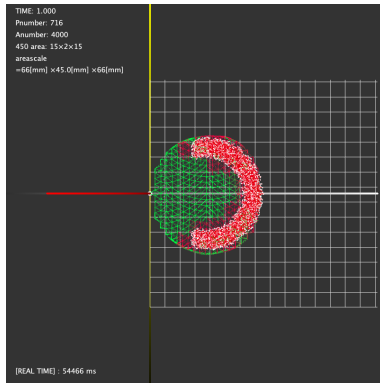 TIME: 1.000
Pnumber: 716
Anumber: 4000
450 area: 15×2×15
areascale
=66[mm] ×45.0[mm] ×66[mm]
[REAL TIME] : 54466 ms